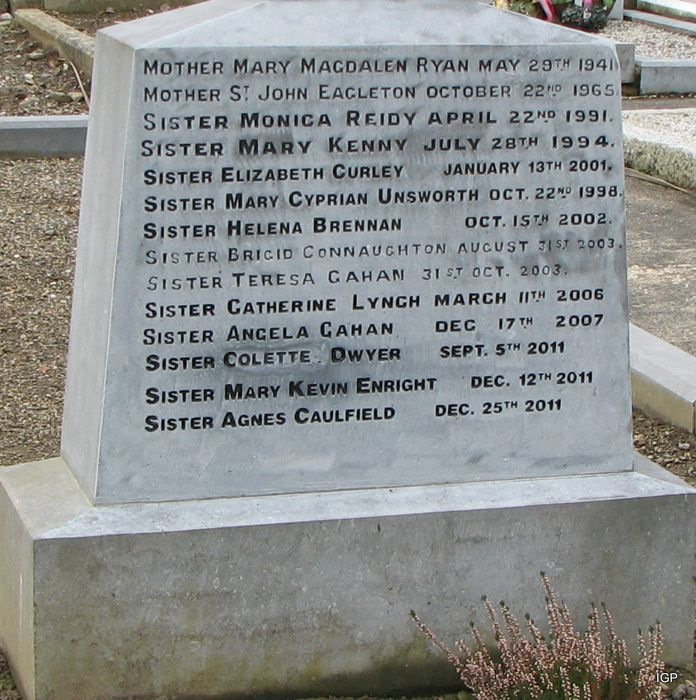 MOTHER MARY MAGDALEN RYAN MAY 29TH 1941
MOTHER ST JOHN EAGLETON OCTOBER 22ND 1965
SISTER MONICA REIDY APRIL 22ND 1991.
SISTER MARY KENNY JULY 28TH 1994.
SISTER ELIZABETH CURLEY JANUARY 13TH 2001.
SISTER MARY CYPRIAN UNSWORTH OCT. 22ND 1998.
SISTER HELENA BRENNAN OCT. 15TH 2002.
SISTER BRIGID CONNAUGHTON AUGUST 31ST 2003.
SISTER TERESA GAHAN 31ST OCT. 2003.
SISTER CATHERINE LYNCH MARCH 11TH 2006
SISTER ANGELA GAHAN DEC 17TH 2007
SISTER COLETTE DWYER SEPT. 5TH 2011
SISTER MARY KEVIN ENRIGHT DEC. 12TH 2011
SISTER AGNES CAULFIELD DEC. 25TH 2011
IGP